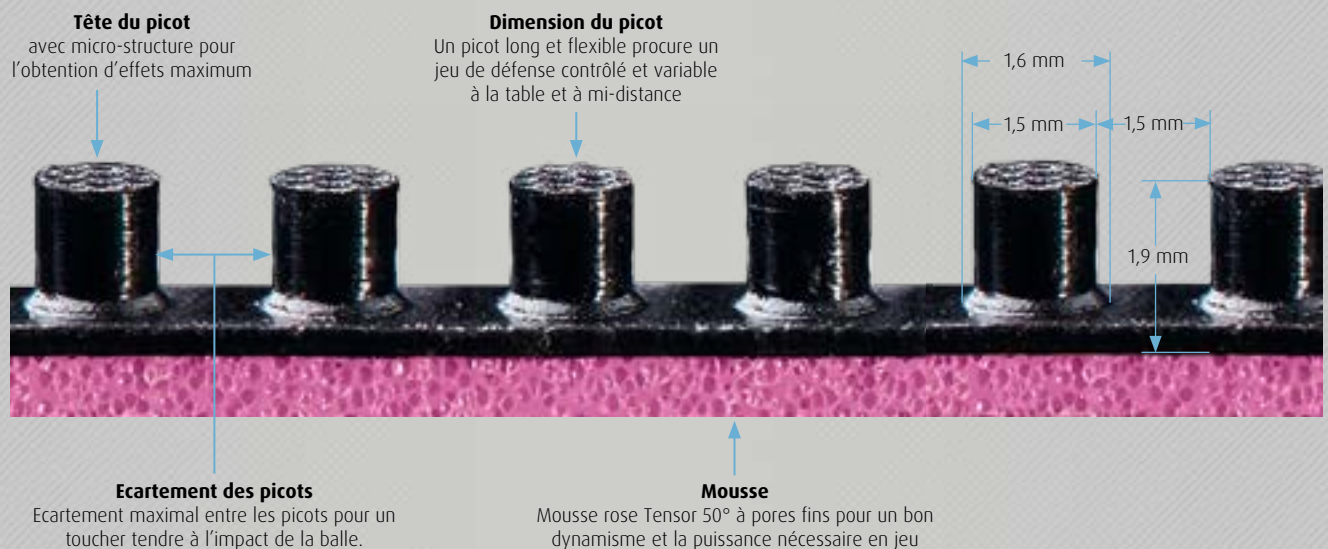 Tête du picot
avec micro-structure pour
l'obtention d'effets maximum
Dimension du picot
Un picot long et flexible procure un
jeu de défense contrôlé et variable
à la table et à mi-distance
1,6 mm
1,5 mm
1,5 mm
1,9 mm
Ecartement des picots
Ecartement maximal entre les picots pour un
toucher tendre à l'impact de la balle.
Mousse
Mousse rose Tensor 50° à pores fins pour un bon
dynamisme et la puissance nécessaire en jeu